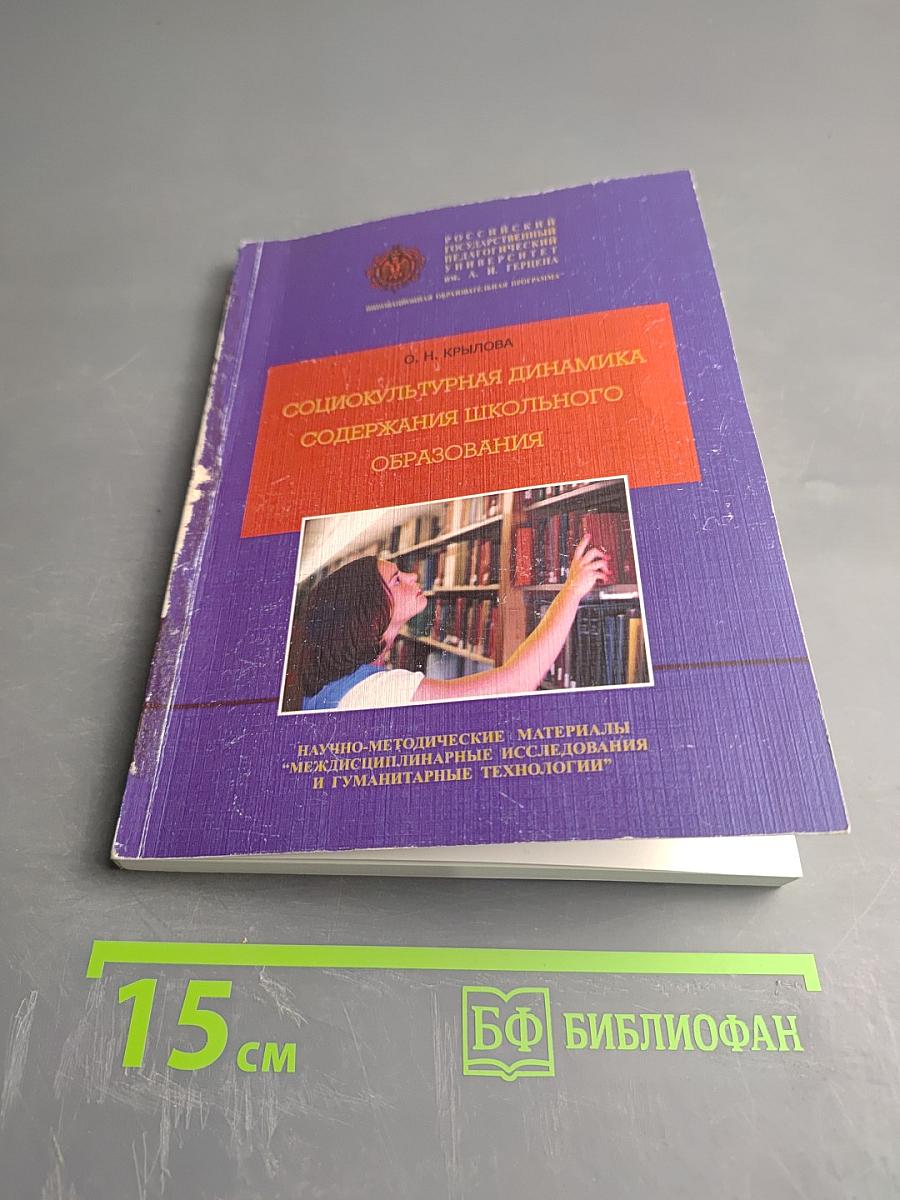 РОССИЙСКИЙ
ГОСУДАРСТВЕННЫЙ
ПЕДАГОГИЧЕСКИЙ
УНИВЕРСИТЕТ
ИМ. А. И. ГЕРЦЕНА
ИННОВАЦИОННАЯ ОБРАЗОВАТЕЛЬНАЯ ПРОГРАММА
О. Н. КРЫЛОВА
СОЦИОКУЛЬТУРНАЯ ДИНАМИКА
СОДЕРЖАНИЯ ШКОЛЬНОГО
ОБРАЗОВАНИЯ
НАУЧНО-МЕТОДИЧЕСКИЕ МАТЕРИАЛЫ
“МЕЖДИСЦИПЛИНАРНЫЕ ИССЛЕДОВАНИЯ
И ГУМАНИТАРНЫЕ ТЕХНОЛОГИИ”
15 см
БФ БИБЛИОФАН